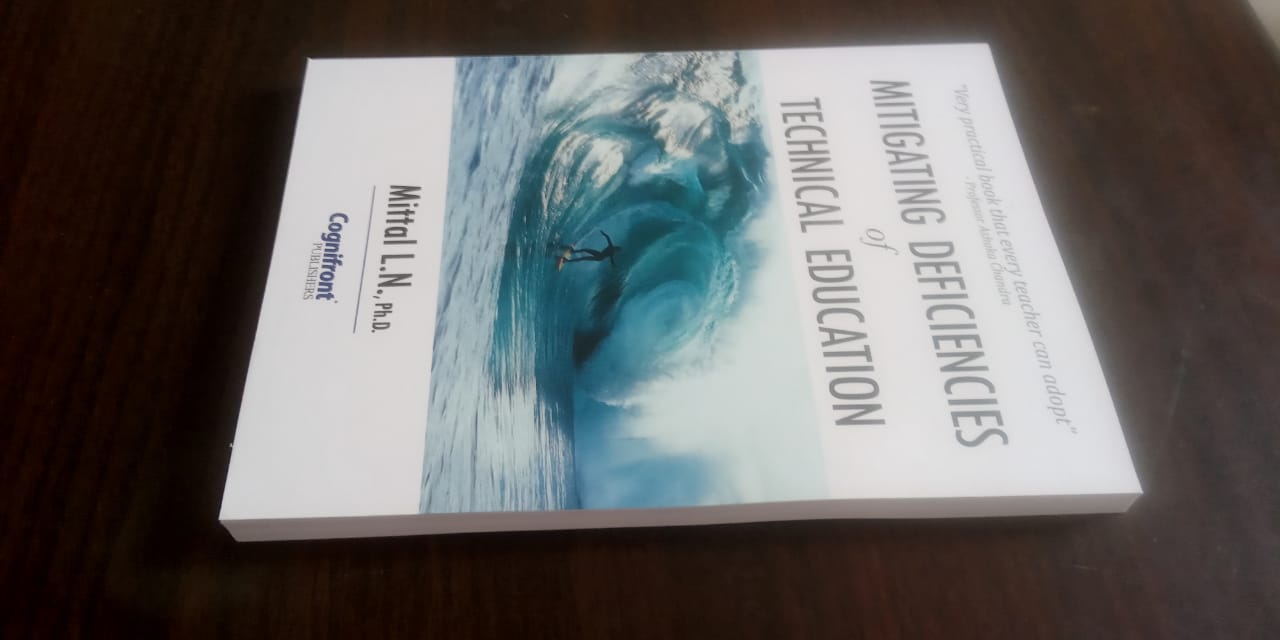 "Very practical book that every teacher can adopt"
- Professor Ashoka Chandra
MITIGATING DEFICIENCIES
of
TECHNICAL EDUCATION
Mittal L.N., Ph.D.
Cognifront®
PUBLISHERS